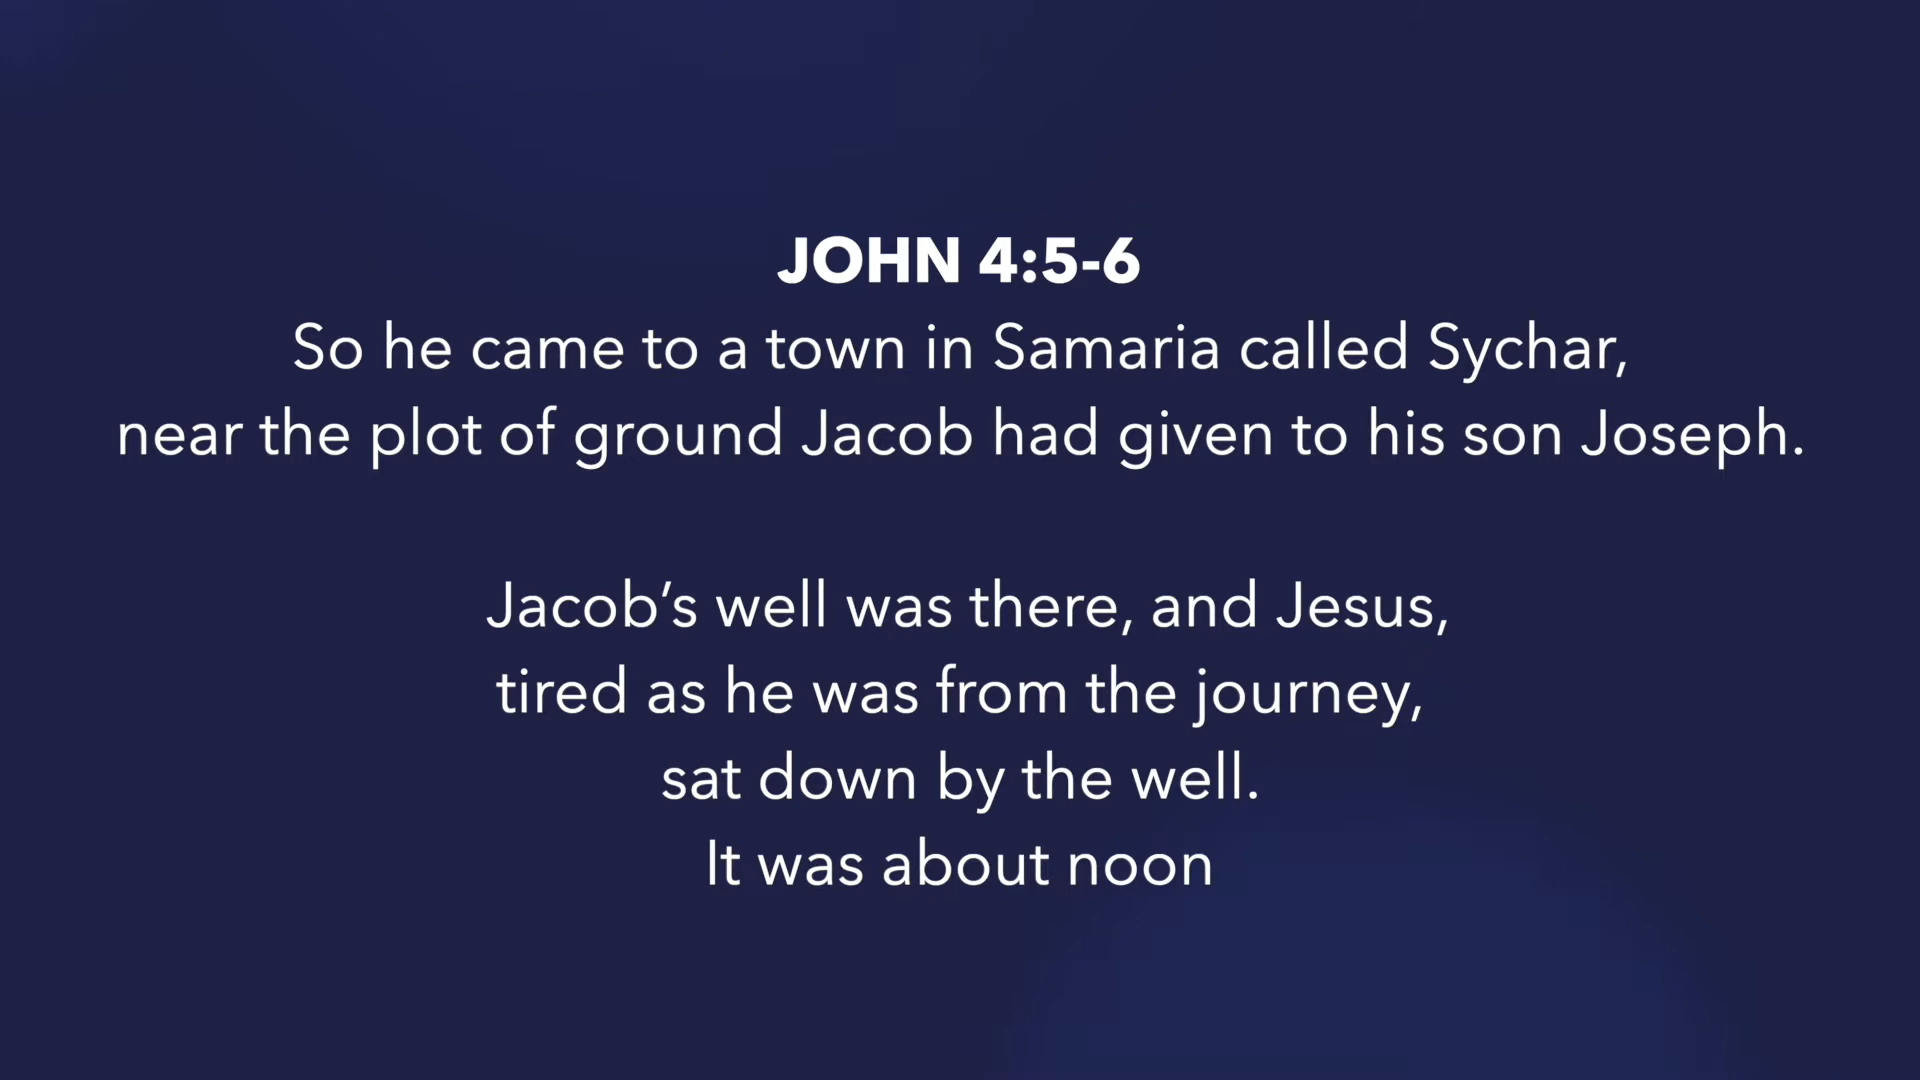 JOHN 4:5-6
So he came to a town in Samaria called Sychar,
near the plot of ground Jacob had given to his son Joseph.
Jacob’s well was there, and Jesus,
tired as he was from the journey,
sat down by the well.
It was about noon